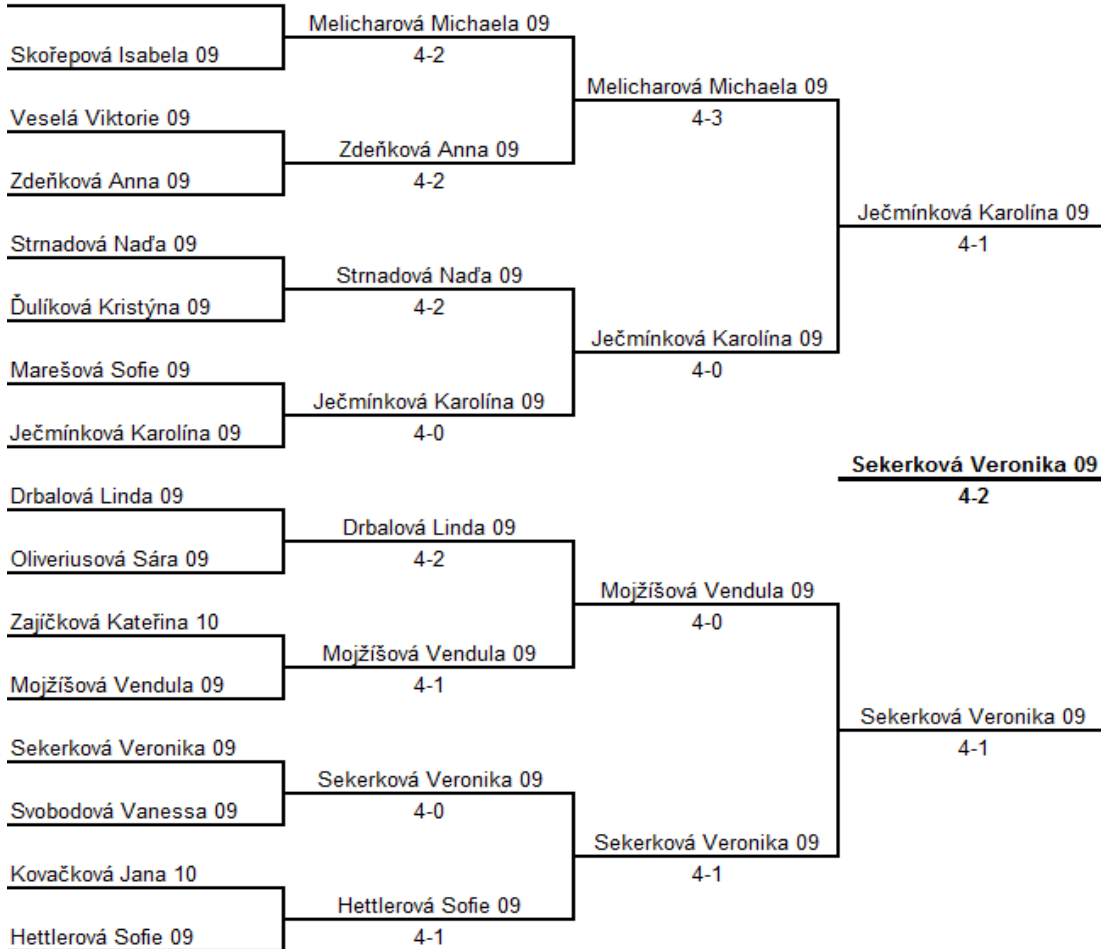 Skořepová Isabela 09
Veselá Viktorie 09
Zdeňková Anna 09
Strnadová Naďa 09
Ďulíková Kristýna 09
Marešová Sofie 09
Ječmínková Karolína 09
Drbalová Linda 09
Oliveriusová Sára 09
Zajíčková Kateřina 10
Mojžíšová Vendula 09
Sekerková Veronika 09
Svobodová Vanessa 09
Kovačková Jana 10
Hettlerová Sofie 09
Melicharová Michaela 09
4-2
Zdeňková Anna 09
4-2
Strnadová Naďa 09
4-2
Ječmínková Karolína 09
4-0
Drbalová Linda 09
4-2
Mojžíšová Vendula 09
4-1
Sekerková Veronika 09
4-0
Hettlerová Sofie 09
4-1
Melicharová Michaela 09
4-3
Ječmínková Karolína 09
4-0
Mojžíšová Vendula 09
4-0
Sekerková Veronika 09
4-1
Ječmínková Karolína 09
4-1
Sekerková Veronika 09
4-2
Sekerková Veronika 09
4-1